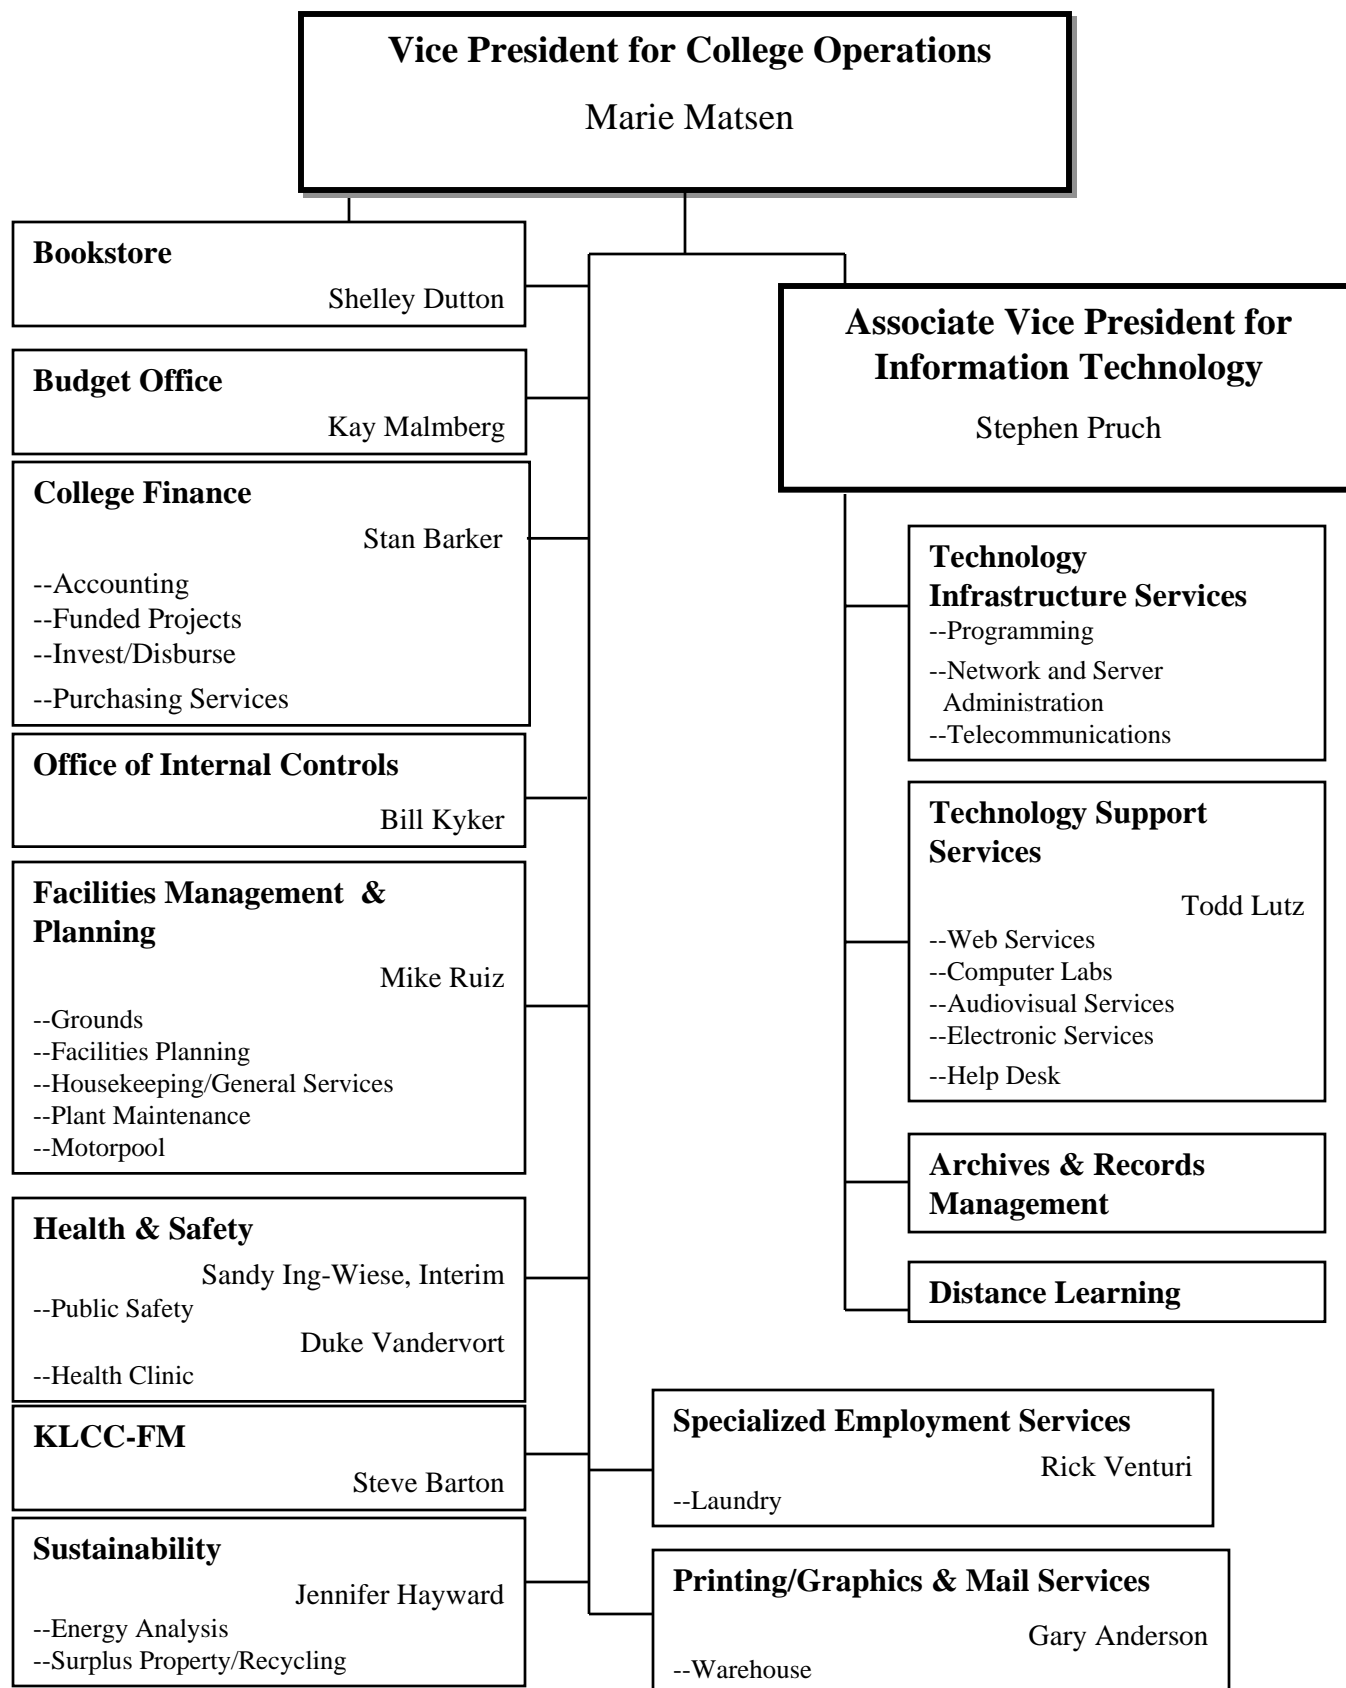 Vice President for College Operations
Marie Matsen
Bookstore
Shelley Dutton
Budget Office
Kay Malmberg
College Finance
Stan Barker
--Accounting
--Funded Projects
--Invest/Disburse
--Purchasing Services
Office of Internal Controls
Bill Kyker
Facilities Management  &
Planning
Mike Ruiz
--Grounds
--Facilities Planning
--Housekeeping/General Services
--Plant Maintenance
--Motorpool
Health & Safety
Sandy Ing-Wiese, Interim
--Public Safety
Duke Vandervort
--Health Clinic
KLCC-FM
Steve Barton
Sustainability
Jennifer Hayward
--Energy Analysis
--Surplus Property/Recycling
Associate Vice President for
Information Technology
Stephen Pruch
Technology
Infrastructure Services
--Programming
--Network and Server
Administration
--Telecommunications
Technology Support
Services
Todd Lutz
--Web Services
--Computer Labs
--Audiovisual Services
--Electronic Services
--Help Desk
Archives & Records
Management
Distance Learning
Specialized Employment Services
Rick Venturi
--Laundry
Printing/Graphics & Mail Services
Gary Anderson
--Warehouse